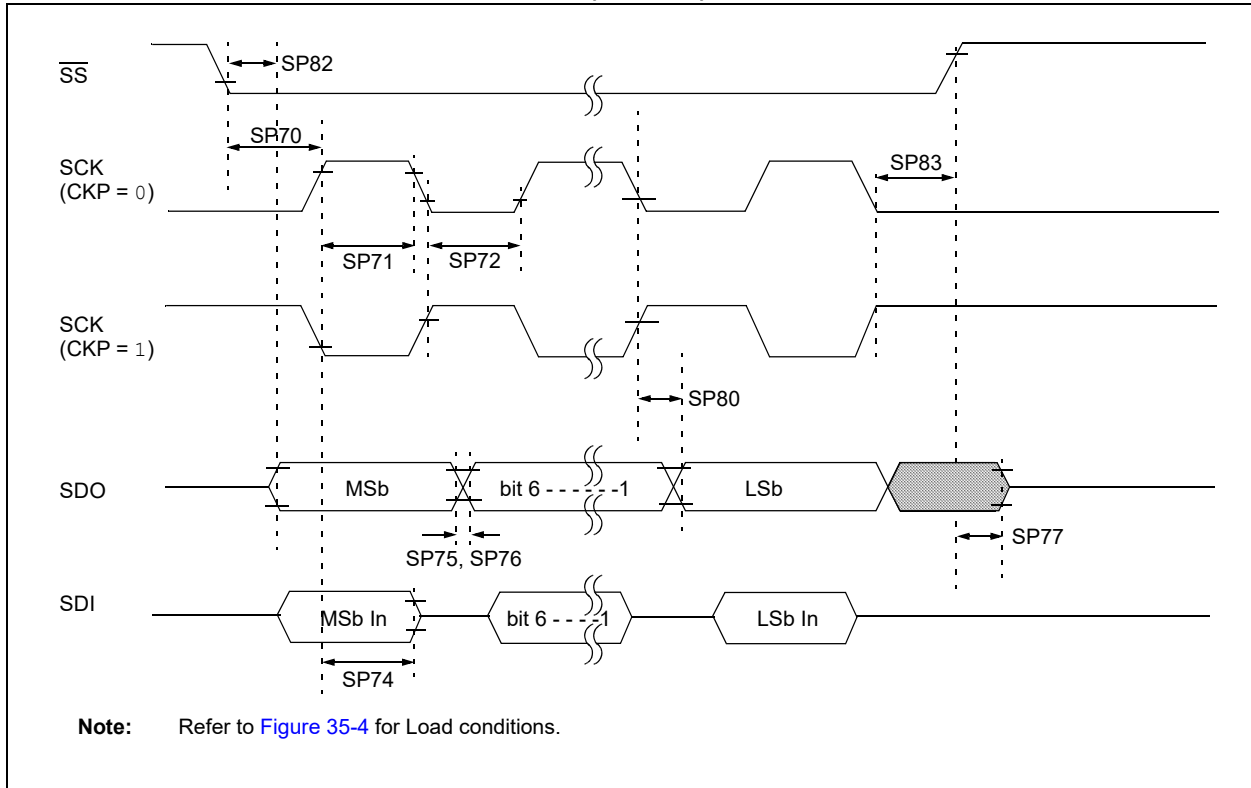 SS
SP82
SP70
SCK
(CKP = 0)
SP83
SP71
SP72
SCK
(CKP = 1)
SP80
SDO
MSb
bit 6 - - - - - -1
LSb
SP75, SP76
SP77
SDI
MSb In
bit 6 - - - -1
LSb In
SP74
Note: Refer to Figure 35-4 for Load conditions.